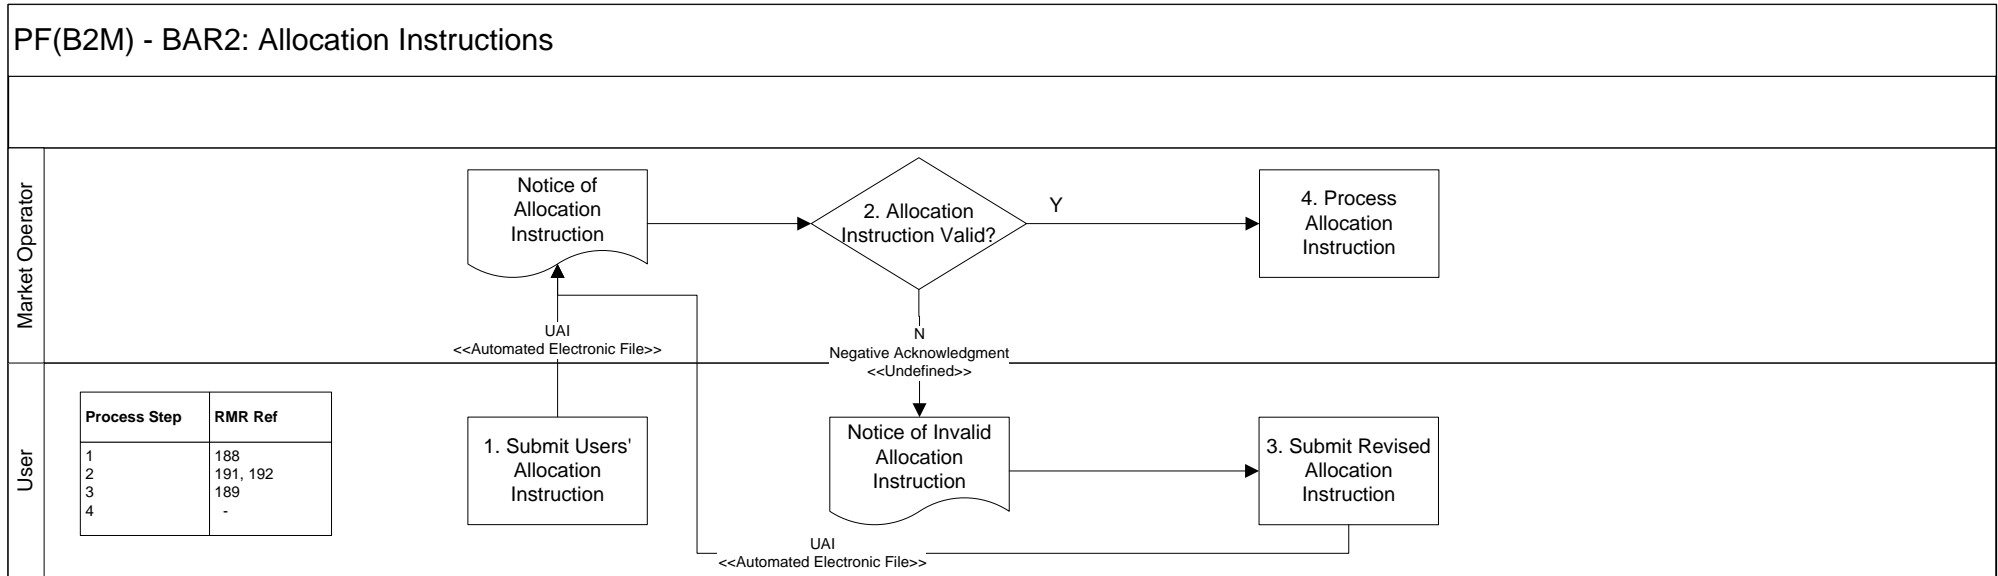 PF(B2M) - BAR2: Allocation Instructions
Market Operator
Notice of
Allocation
Instruction
2. Allocation
Instruction Valid?
Y
4. Process
Allocation
Instruction
UAI
<<Automated Electronic File>>
N
Negative Acknowledgment
<<Undefined>>
User
Process Step RMR Ref
1 188
2 191, 192
3 189
4 -
1. Submit Users'
Allocation
Instruction
Notice of Invalid
Allocation
Instruction
3. Submit Revised
Allocation
Instruction
UAI
<<Automated Electronic File>>